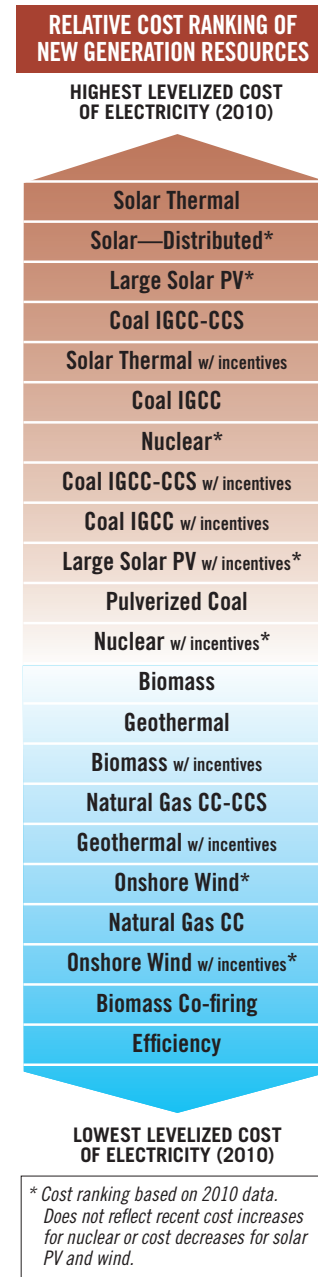 RELATIVE COST RANKING OF
NEW GENERATION RESOURCES
HIGHEST LEVELIZED COST
OF ELECTRICITY (2010)
Solar Thermal
Solar—Distributed*
Large Solar PV*
Coal IGCC-CCS
Solar Thermal w/ incentives
Coal IGCC
Nuclear*
Coal IGCC-CCS w/ incentives
Coal IGCC w/ incentives
Large Solar PV w/ incentives*
Pulverized Coal
Nuclear w/ incentives*
Biomass
Geothermal
Biomass w/ incentives
Natural Gas CC-CCS
Geothermal w/ incentives
Onshore Wind*
Natural Gas CC
Onshore Wind w/ incentives*
Biomass Co-firing
Efficiency
LOWEST LEVELIZED COST
OF ELECTRICITY (2010)
* Cost ranking based on 2010 data.
Does not reflect recent cost increases
for nuclear or cost decreases for solar
PV and wind.